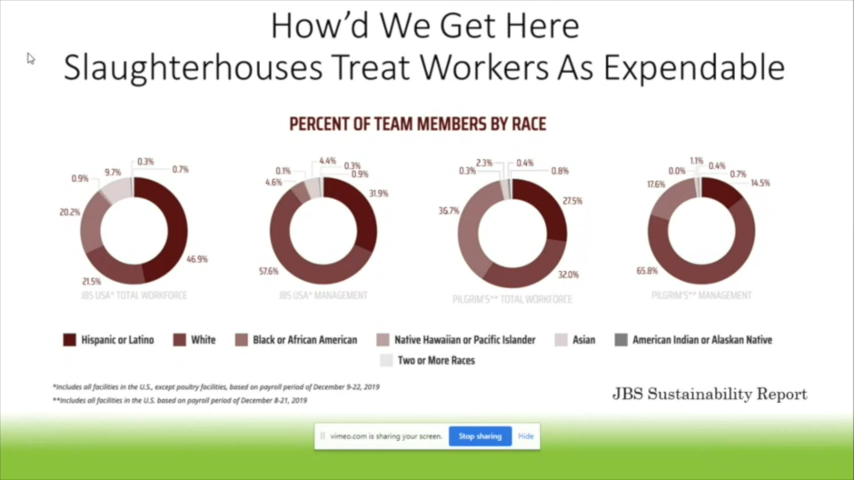 How'd We Get Here
Slaughterhouses Treat Workers As Expendable
PERCENT OF TEAM MEMBERS BY RACE
0.9% 9.7% 0.3% 0.7%
20.2%
46.9%
21.5%
JBS USA* TOTAL WORKFORCE
4.6% 0.1% 4.4% 0.3% 0.9%
31.9%
57.6%
JBS USA* MANAGEMENT
0.3% 2.3% 0.4% 0.8%
36.7% 27.5%
32.0%
PILGRIM'S** TOTAL WORKFORCE
17.6% 0.0% 1.1% 0.4% 0.7%
14.5%
65.8%
PILGRIM'S** MANAGEMENT
Hispanic or Latino White Black or African American Native Hawaiian or Pacific Islander Asian American Indian or Alaskan Native
Two or More Races
*Includes all facilities in the U.S., except poultry facilities, based on payroll period of December 9-22, 2019
**Includes all facilities in the U.S. based on payroll period of December 8-21, 2019
JBS Sustainability Report
vimeo.com is sharing your screen. Stop sharing Hide